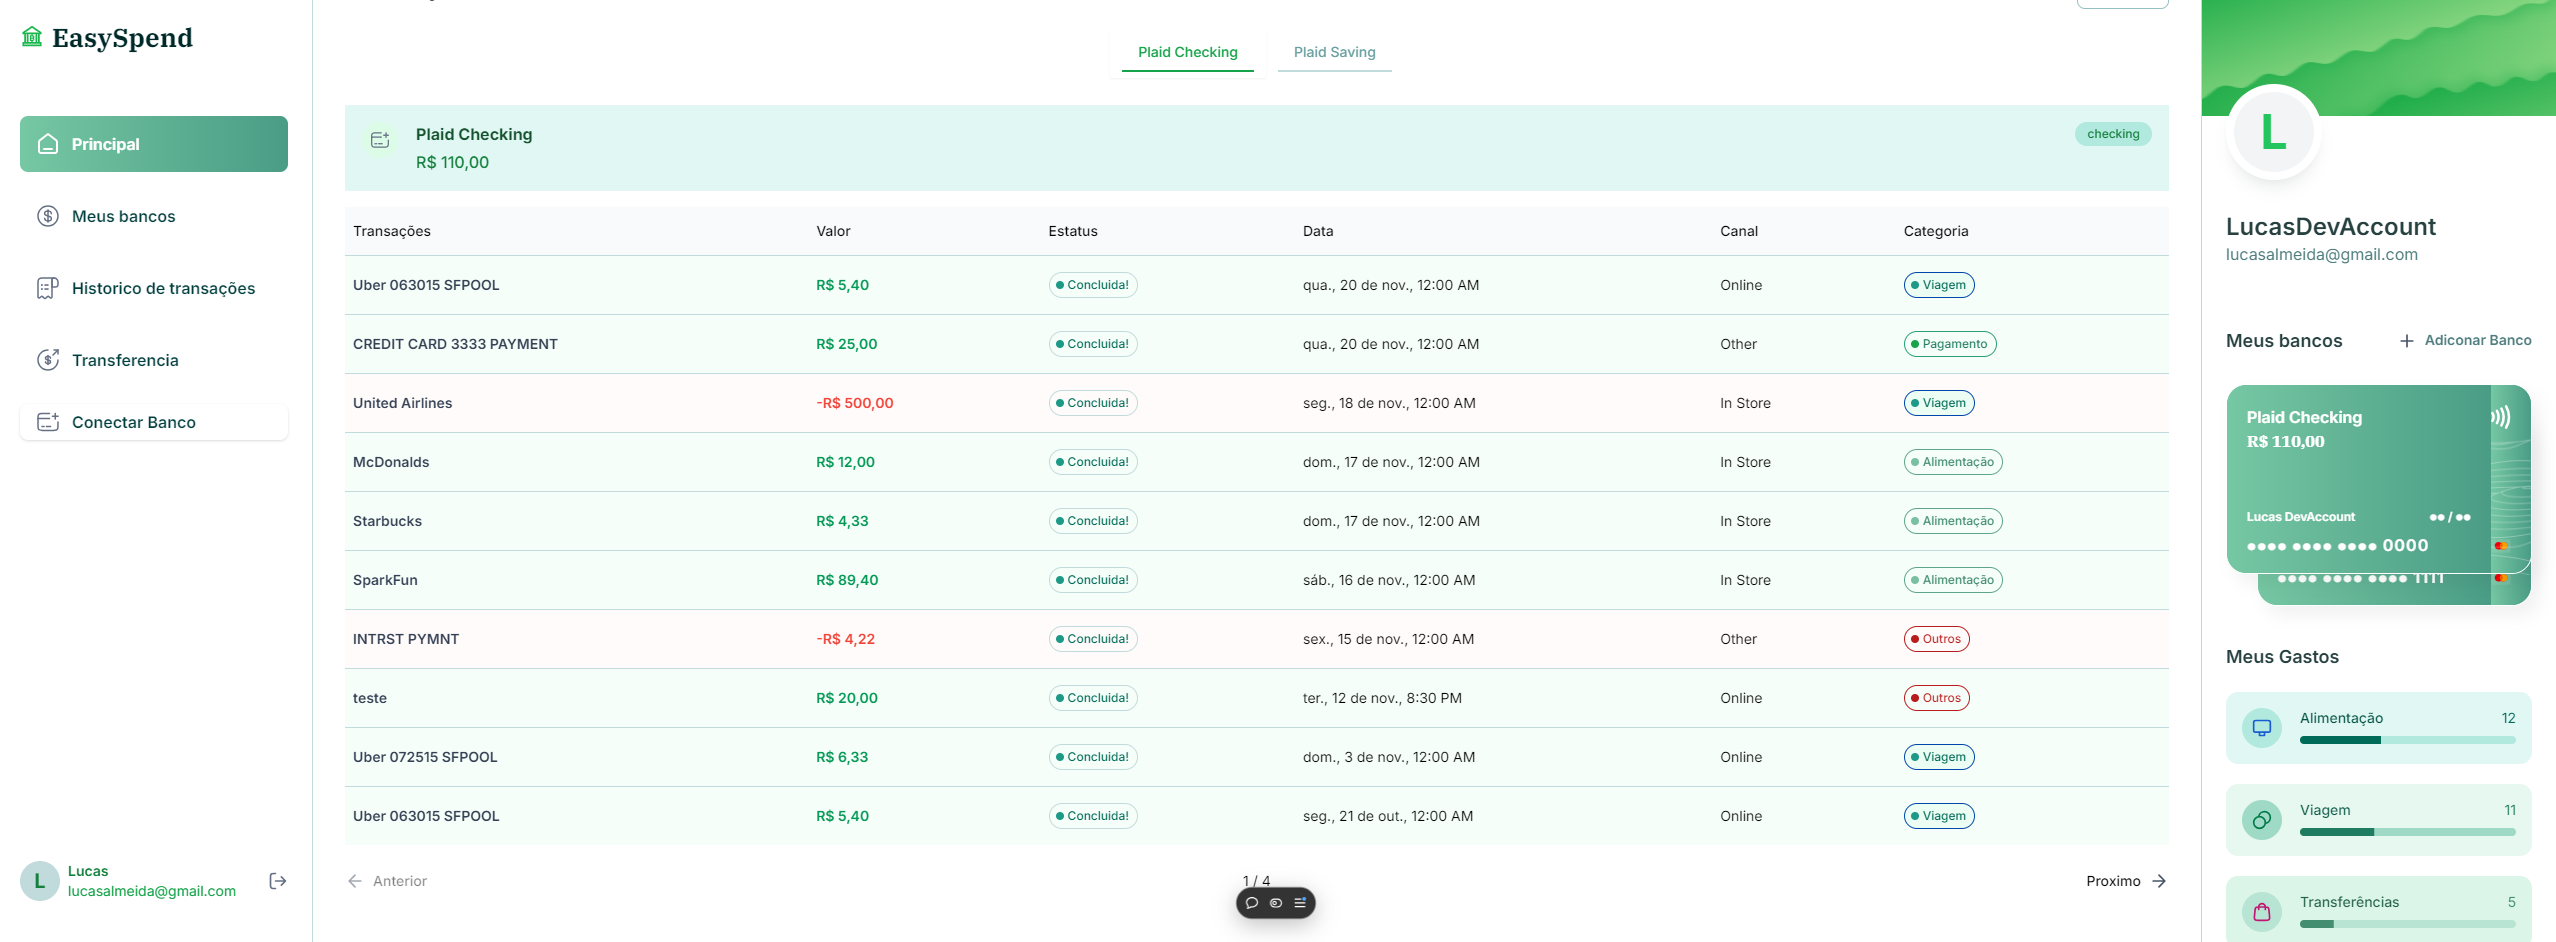 EasySpend
Principal
Meus bancos
Historico de transações
Transferencia
Conectar Banco
L
Lucas
lucasalmeida@gmail.com
Plaid Checking
Plaid Saving
Plaid Checking
R$ 110,00
checking
Transações Valor Estatus Data Canal Categoria
Uber 063015 SFPOOL R$ 5,40 Concluida! qua., 20 de nov., 12:00 AM Online Viagem
CREDIT CARD 3333 PAYMENT R$ 25,00 Concluida! qua., 20 de nov., 12:00 AM Other Pagamento
United Airlines -R$ 500,00 Concluida! seg., 18 de nov., 12:00 AM In Store Viagem
McDonalds R$ 12,00 Concluida! dom., 17 de nov., 12:00 AM In Store Alimentação
Starbucks R$ 4,33 Concluida! dom., 17 de nov., 12:00 AM In Store Alimentação
SparkFun R$ 89,40 Concluida! sáb., 16 de nov., 12:00 AM In Store Alimentação
INTRST PYMNT -R$ 4,22 Concluida! sex., 15 de nov., 12:00 AM Other Outros
teste R$ 20,00 Concluida! ter., 12 de nov., 8:30 PM Online Outros
Uber 072515 SFPOOL R$ 6,33 Concluida! dom., 3 de nov., 12:00 AM Online Viagem
Uber 063015 SFPOOL R$ 5,40 Concluida! seg., 21 de out., 12:00 AM Online Viagem
Anterior 1 / 4 Proximo
L
LucasDevAccount
lucasalmeida@gmail.com
Meus bancos
Adiconar Banco
Plaid Checking
R$ 110,00
Lucas DevAccount ●● / ●●
●●●● ●●●● ●●●● 0000
●●●● ●●●● ●●●● 1111
Meus Gastos
Alimentação 12
Viagem 11
Transferências 5